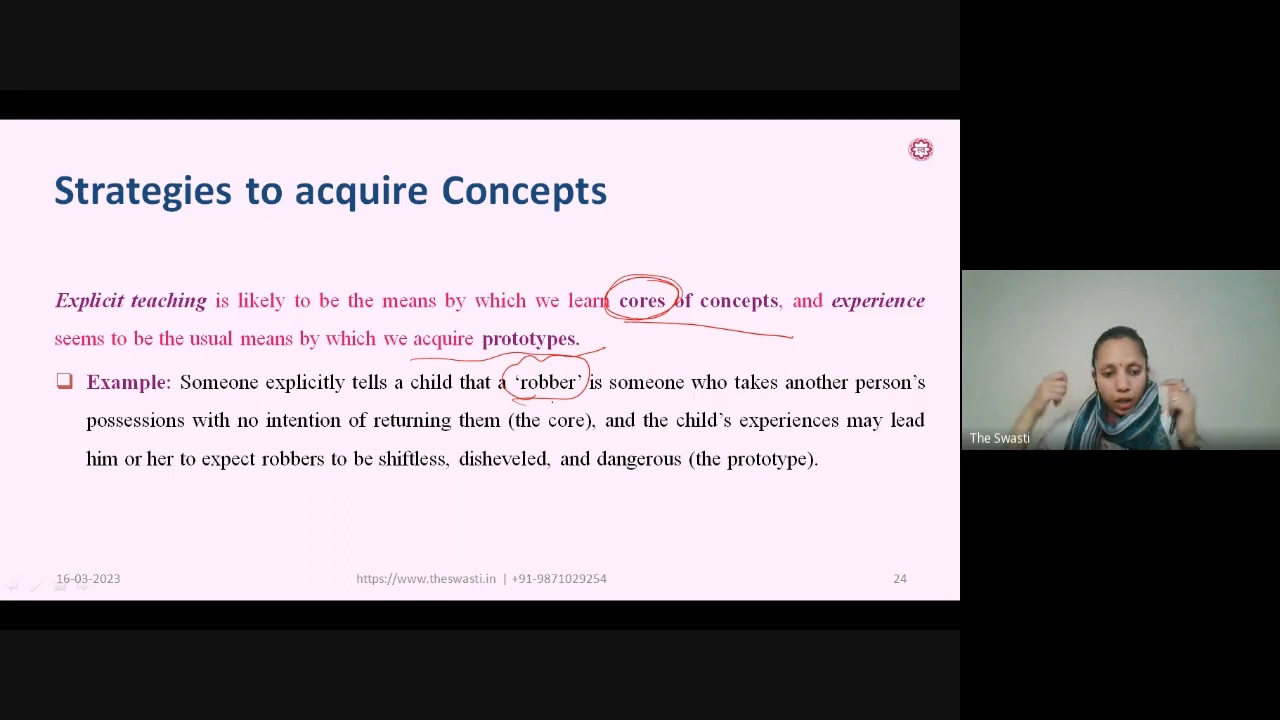 Strategies to acquire Concepts
Explicit teaching is likely to be the means by which we learn cores of concepts, and experience
seems to be the usual means by which we acquire prototypes.
Example: Someone explicitly tells a child that a ‘robber’ is someone who takes another person’s
possessions with no intention of returning them (the core), and the child’s experiences may lead
him or her to expect robbers to be shiftless, disheveled, and dangerous (the prototype).
The Swasti
16-03-2023
https://www.theswasti.in | +91-9871029254
24